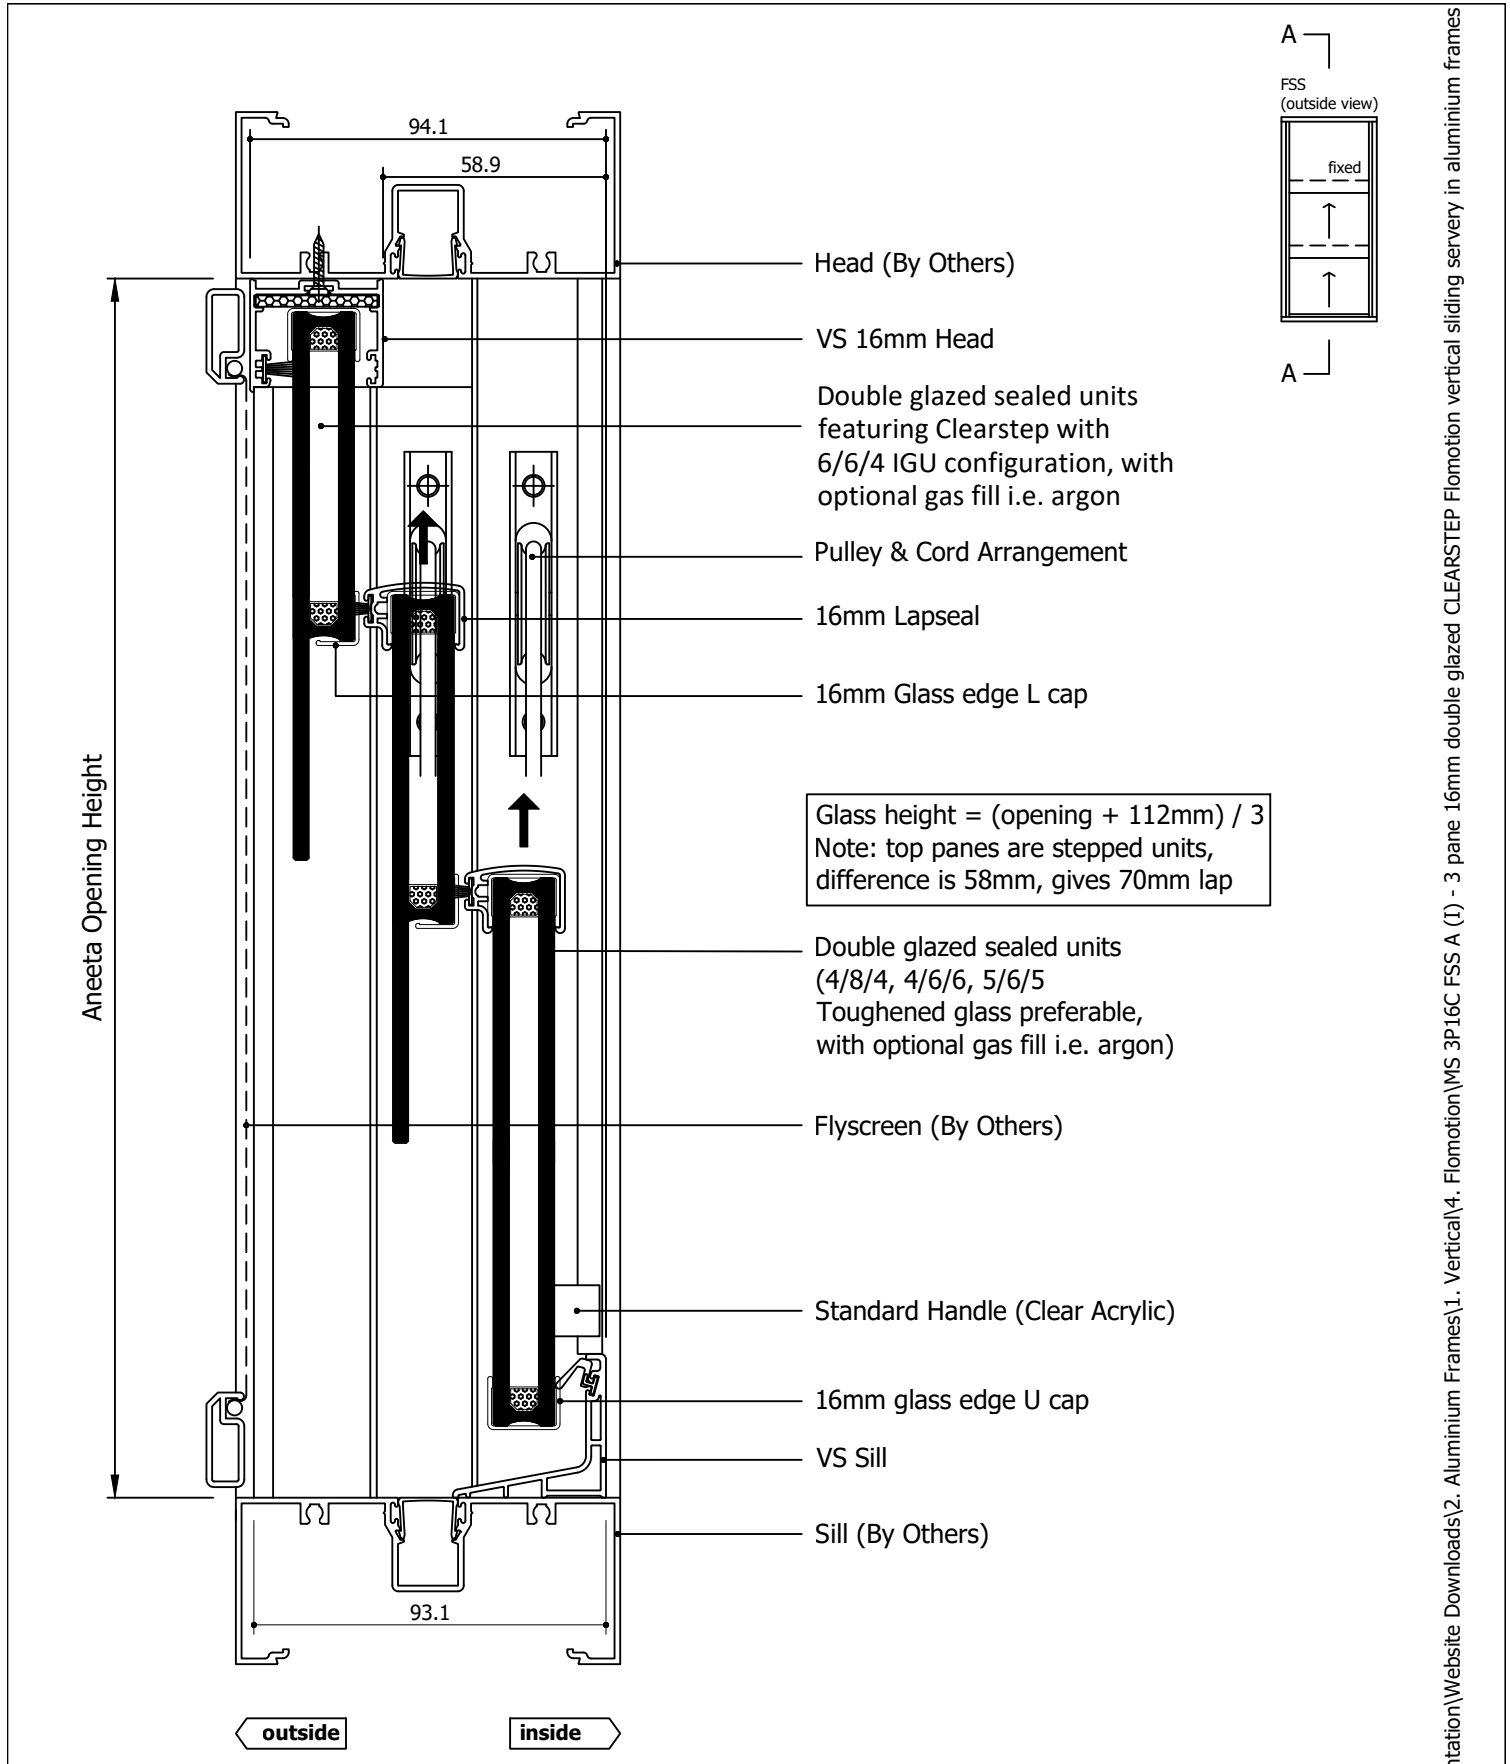 A
FSS
(outside view)
fixed
A
94.1
58.9
Head (By Others)
VS 16mm Head
Double glazed sealed units
featuring Clearstep with
6/6/4 IGU configuration, with
optional gas fill i.e. argon
Pulley & Cord Arrangement
16mm Lapseal
16mm Glass edge L cap
Aneeta Opening Height
Glass height = (opening + 112mm) / 3
Note: top panes are stepped units,
difference is 58mm, gives 70mm lap
Double glazed sealed units
(4/8/4, 4/6/6, 5/6/5
Toughened glass preferable,
with optional gas fill i.e. argon)
Flyscreen (By Others)
Standard Handle (Clear Acrylic)
16mm glass edge U cap
VS Sill
Sill (By Others)
93.1
outside
inside
ntation\Website Downloads\2. Aluminium Frames\1. Vertical\4. Flomotion\MS 3P16C FSS A (I) - 3 pane 16mm double glazed CLEARSTEP Flomotion vertical sliding servery in aluminium frames